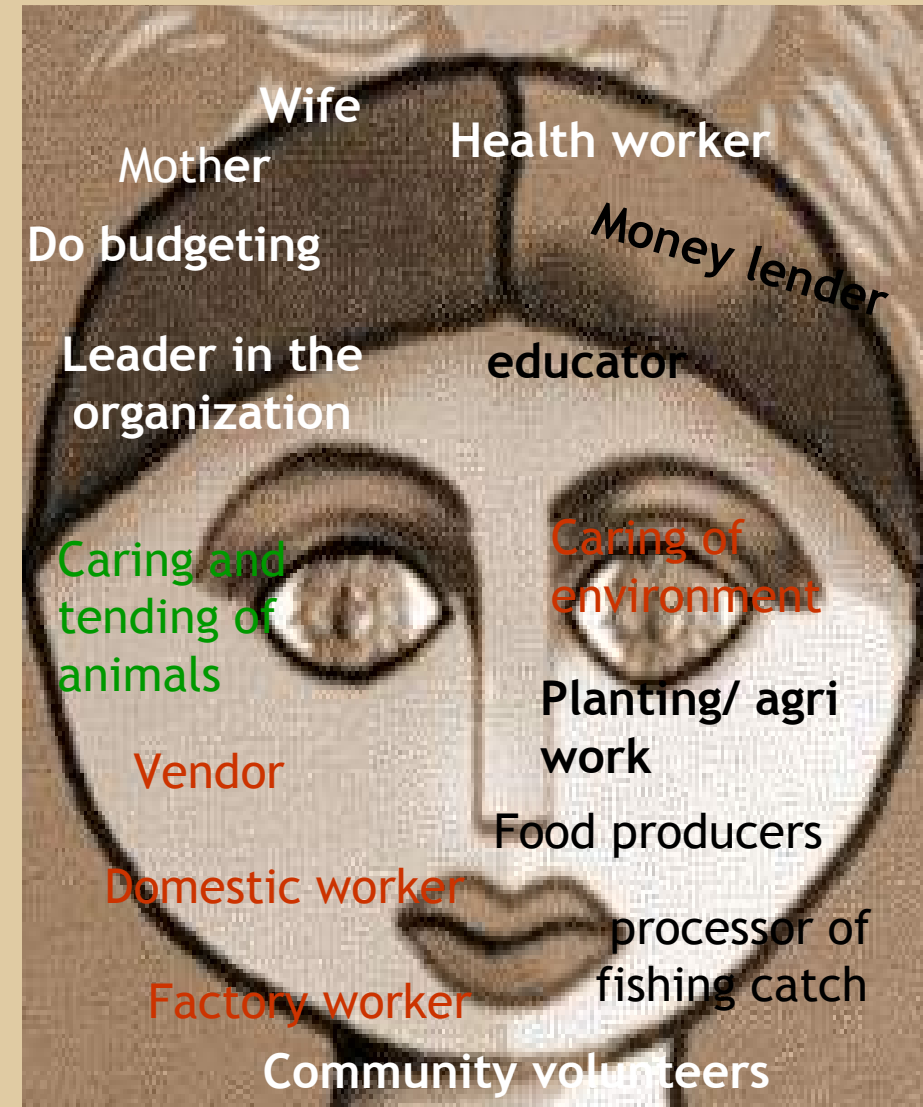 Wife
Mother
Health worker
Do budgeting
Money lender
Leader in the
organization
educator
Caring and
tending of
animals
Caring of
environment
Planting/ agri
work
Vendor
Food producers
Domestic worker
processor of
fishing catch
Factory worker
Community volunteers